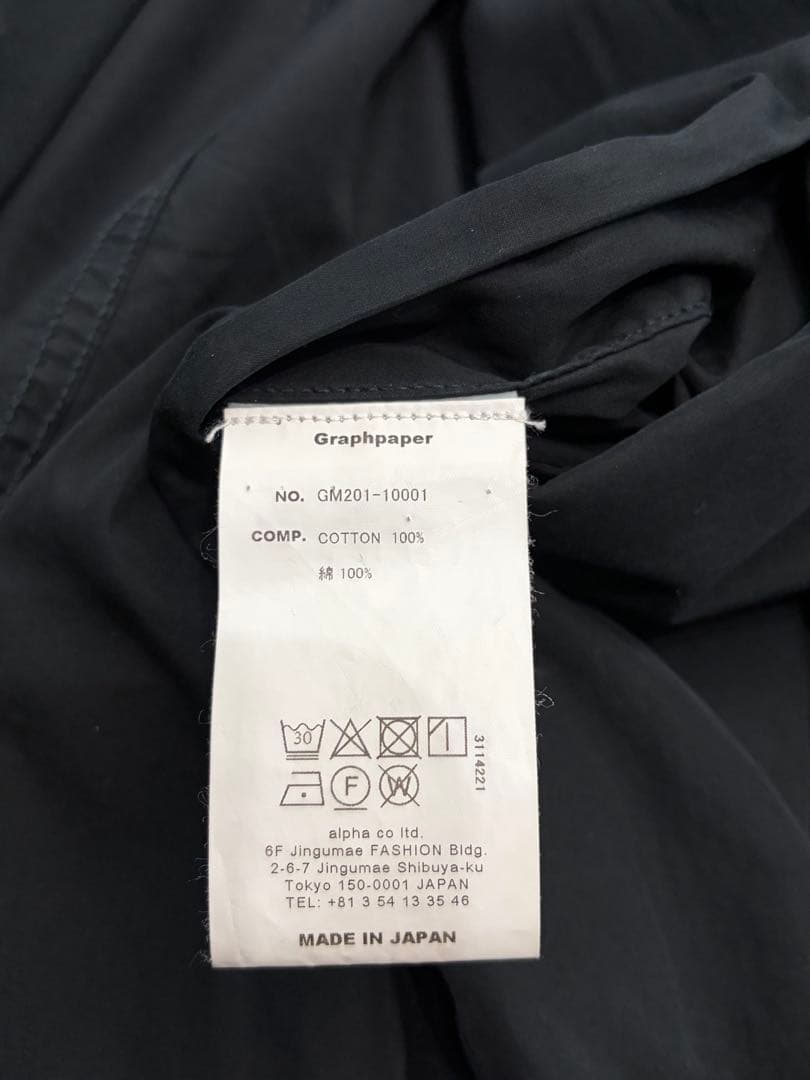 Graphpaper
NO. GM201-10001
COMP. COTTON 100%
綿 100%
30
3114221
F W
alpha co ltd.
6F Jingumae FASHION Bldg.
2-6-7 Jingumae Shibuya-ku
Tokyo 150-0001 JAPAN
TEL: +81 3 54 13 35 46
MADE IN JAPAN